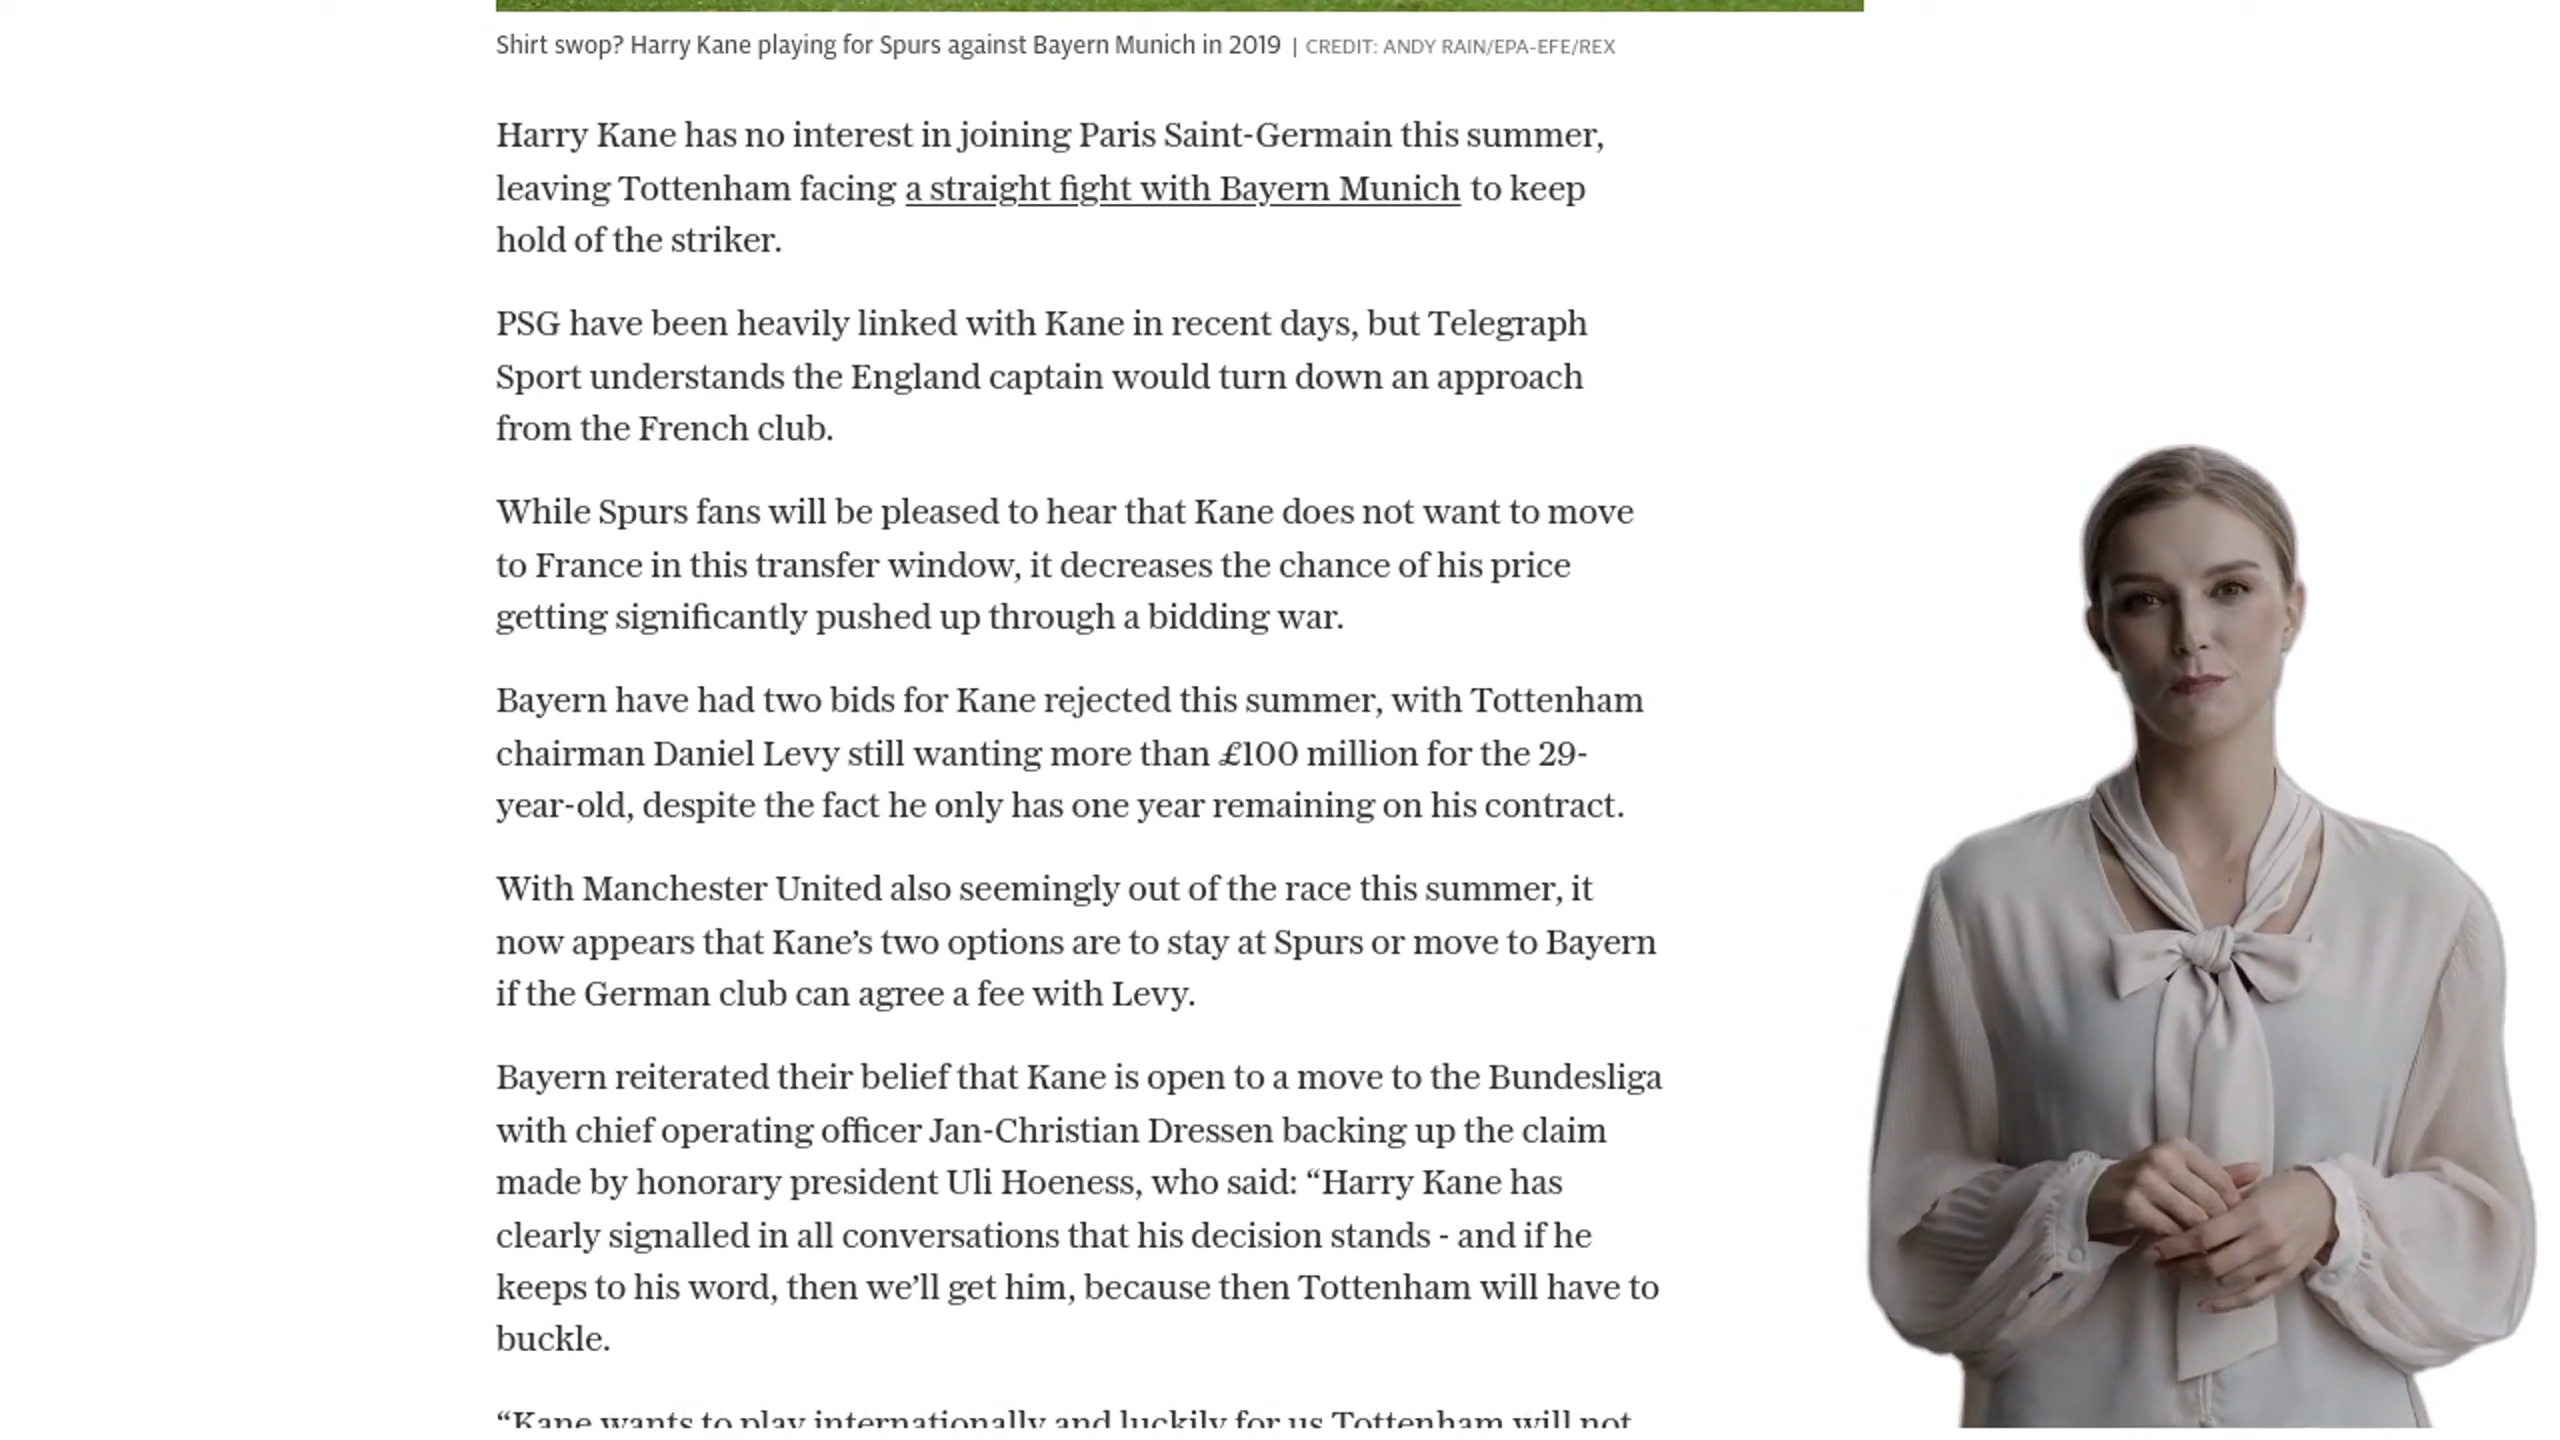 Shirt swop? Harry Kane playing for Spurs against Bayern Munich in 2019 | CREDIT: ANDY RAIN/EPA-EFE/REX
Harry Kane has no interest in joining Paris Saint-Germain this summer,
leaving Tottenham facing a straight fight with Bayern Munich to keep
hold of the striker.
PSG have been heavily linked with Kane in recent days, but Telegraph
Sport understands the England captain would turn down an approach
from the French club.
While Spurs fans will be pleased to hear that Kane does not want to move
to France in this transfer window, it decreases the chance of his price
getting significantly pushed up through a bidding war.
Bayern have had two bids for Kane rejected this summer, with Tottenham
chairman Daniel Levy still wanting more than £100 million for the 29-
year-old, despite the fact he only has one year remaining on his contract.
With Manchester United also seemingly out of the race this summer, it
now appears that Kane’s two options are to stay at Spurs or move to Bayern
if the German club can agree a fee with Levy.
Bayern reiterated their belief that Kane is open to a move to the Bundesliga
with chief operating officer Jan-Christian Dressen backing up the claim
made by honorary president Uli Hoeness, who said: “Harry Kane has
clearly signalled in all conversations that his decision stands - and if he
keeps to his word, then we’ll get him, because then Tottenham will have to
buckle.
“Kane wants to play internationally and luckily for us Tottenham will not